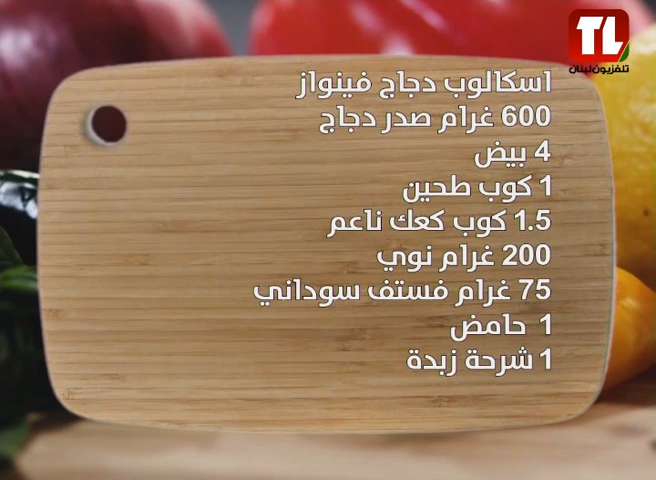 TL
تلفزيون لبنان
اسكالوب دجاج فينواز
600 غرام صدر دجاج
4 بيض
1 كوب طحين
1.5 كوب كعك ناعم
200 غرام نوي
75 غرام فستف سوداني
1 حامض
1 شرحة زبدة